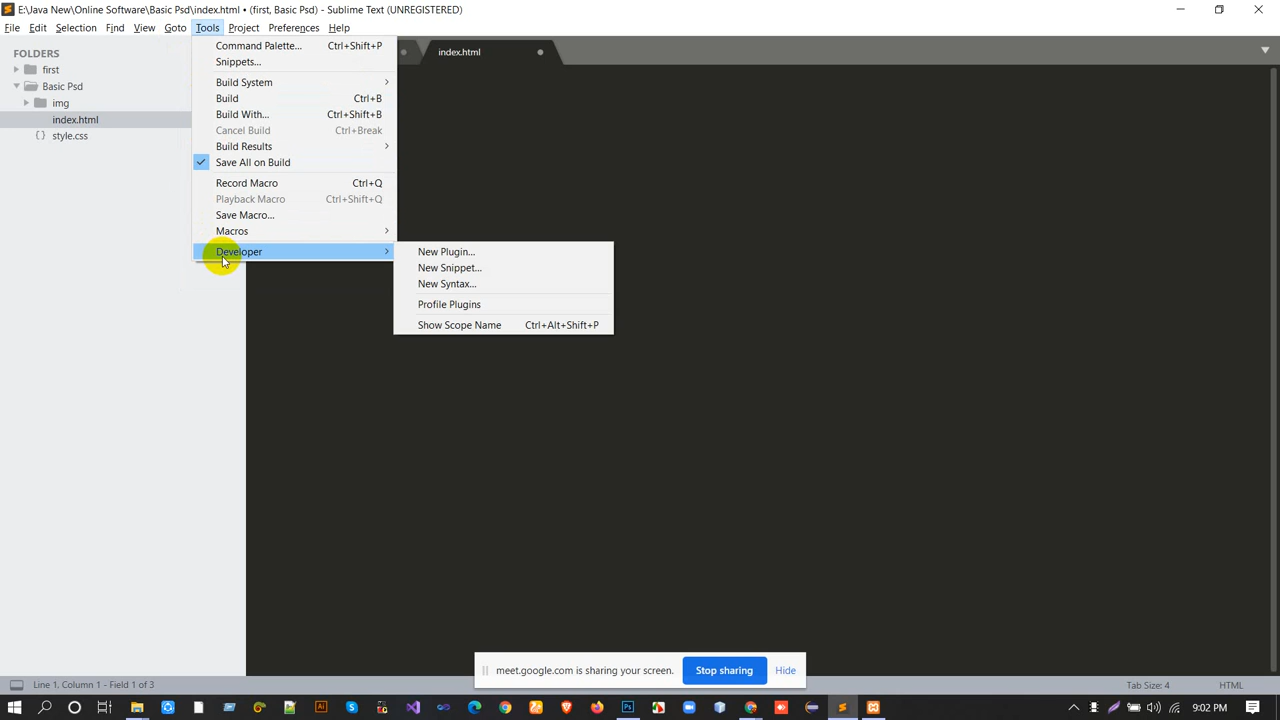 E:\Java New\Online Software\Basic Psd\index.html • (first, Basic Psd) - Sublime Text (UNREGISTERED)
File Edit Selection Find View Goto Tools Project Preferences Help
FOLDERS
first
Basic Psd
img
index.html
style.css
Command Palette... Ctrl+Shift+P
Snippets...
Build System
Build Ctrl+B
Build With... Ctrl+Shift+B
Cancel Build Ctrl+Break
Build Results
Save All on Build
Record Macro Ctrl+Q
Playback Macro Ctrl+Shift+Q
Save Macro...
Macros
Developer
New Plugin...
New Snippet...
New Syntax...
Profile Plugins
Show Scope Name Ctrl+Alt+Shift+P
index.html
meet.google.com is sharing your screen. Stop sharing Hide
Line 1, Column 1 - Field 1 of 3 Tab Size: 4 HTML
9:02 PM